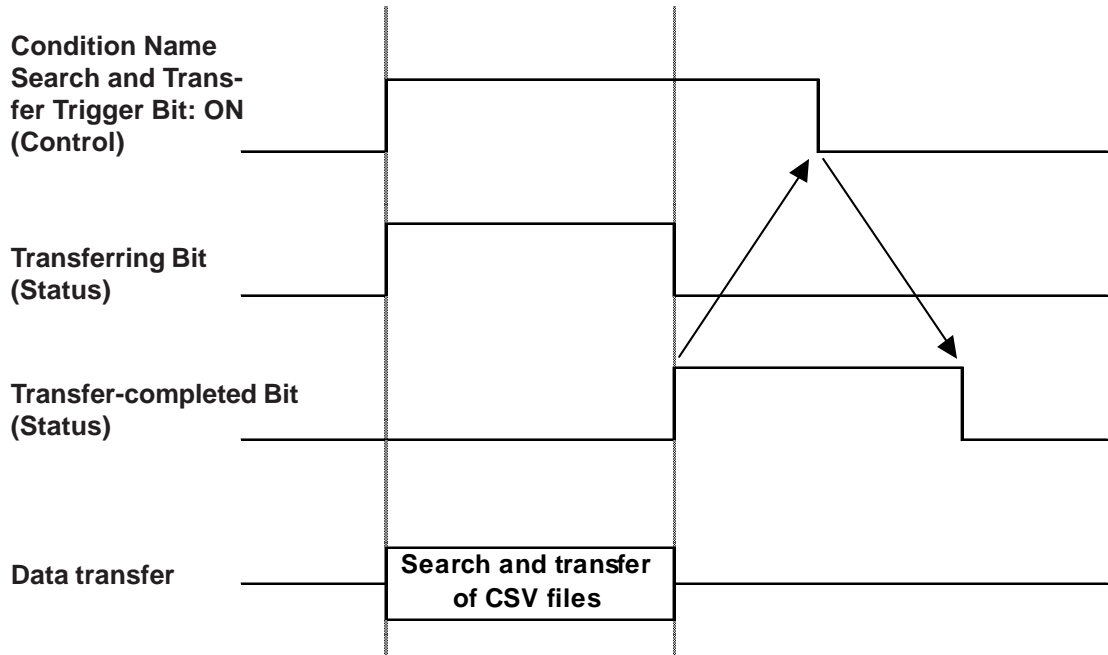 Condition Name
Search and Trans-
fer Trigger Bit: ON
(Control)
Transferring Bit
(Status)
Transfer-completed Bit
(Status)
Data transfer
Search and transfer
of CSV files